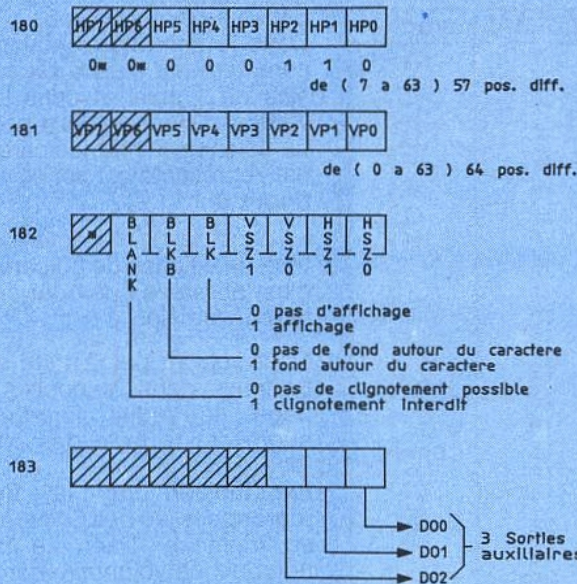 180 HP7 HP6 HP5 HP4 HP3 HP2 HP1 HP0
0* 0* 0 0 0 1 1 0
de ( 7 a 63 ) 57 pos. diff.
181 VP7 VP6 VP5 VP4 VP3 VP2 VP1 VP0
de ( 0 a 63 ) 64 pos. diff.
182 * BLANK BLKB BLK VSZ1 VSZ0 HSZ1 HSZ0
0 pas d'affichage
1 affichage
0 pas de fond autour du caractere
1 fond autour du caractere
0 pas de clignotement possible
1 clignotement interdit
183
DO0
DO1
DO2
3 Sorties
auxiliaires